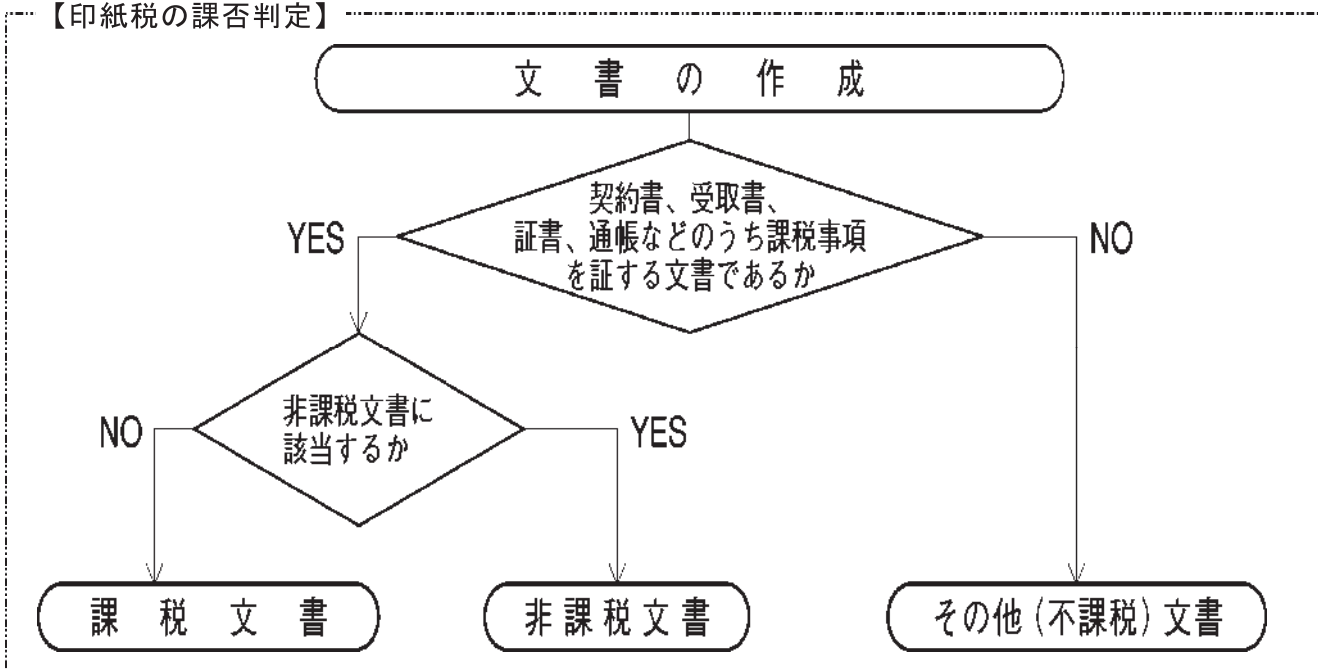 【印紙税の課否判定】
文書の作成
契約書、受取書、
証書、通帳などのうち課税事項
を証する文書であるか
YES
NO
非課税文書に
該当するか
NO
YES
課税文書
非課税文書
その他(不課税)文書